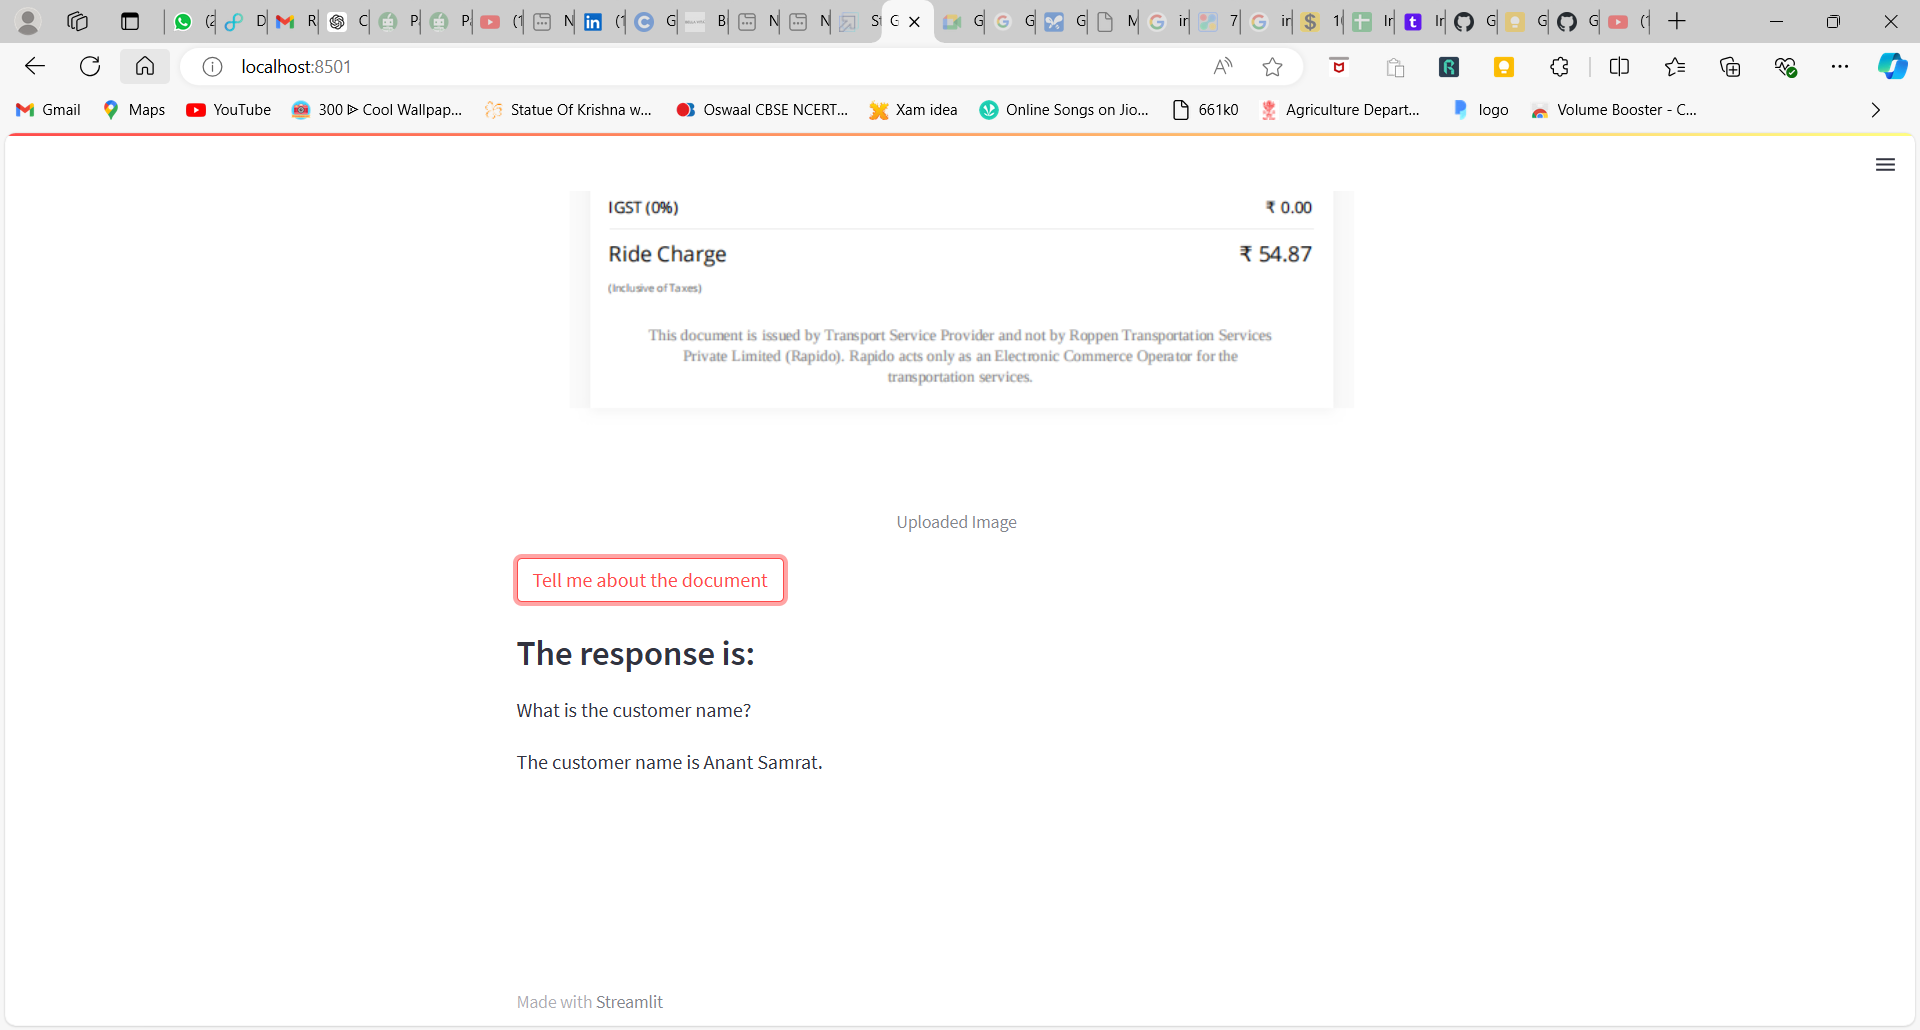 localhost:8501
Gmail Maps YouTube 300 ⩥ Cool Wallpap... Statue Of Krishna w... Oswaal CBSE NCERT... Xam idea Online Songs on Jio... 661k0 Agriculture Depart... logo Volume Booster - C...
IGST (0%) ₹ 0.00
Ride Charge ₹ 54.87
(Inclusive of Taxes)
This document is issued by Transport Service Provider and not by Roppen Transportation Services
Private Limited (Rapido). Rapido acts only as an Electronic Commerce Operator for the
transportation services.
Uploaded Image
Tell me about the document
The response is:
What is the customer name?
The customer name is Anant Samrat.
Made with Streamlit